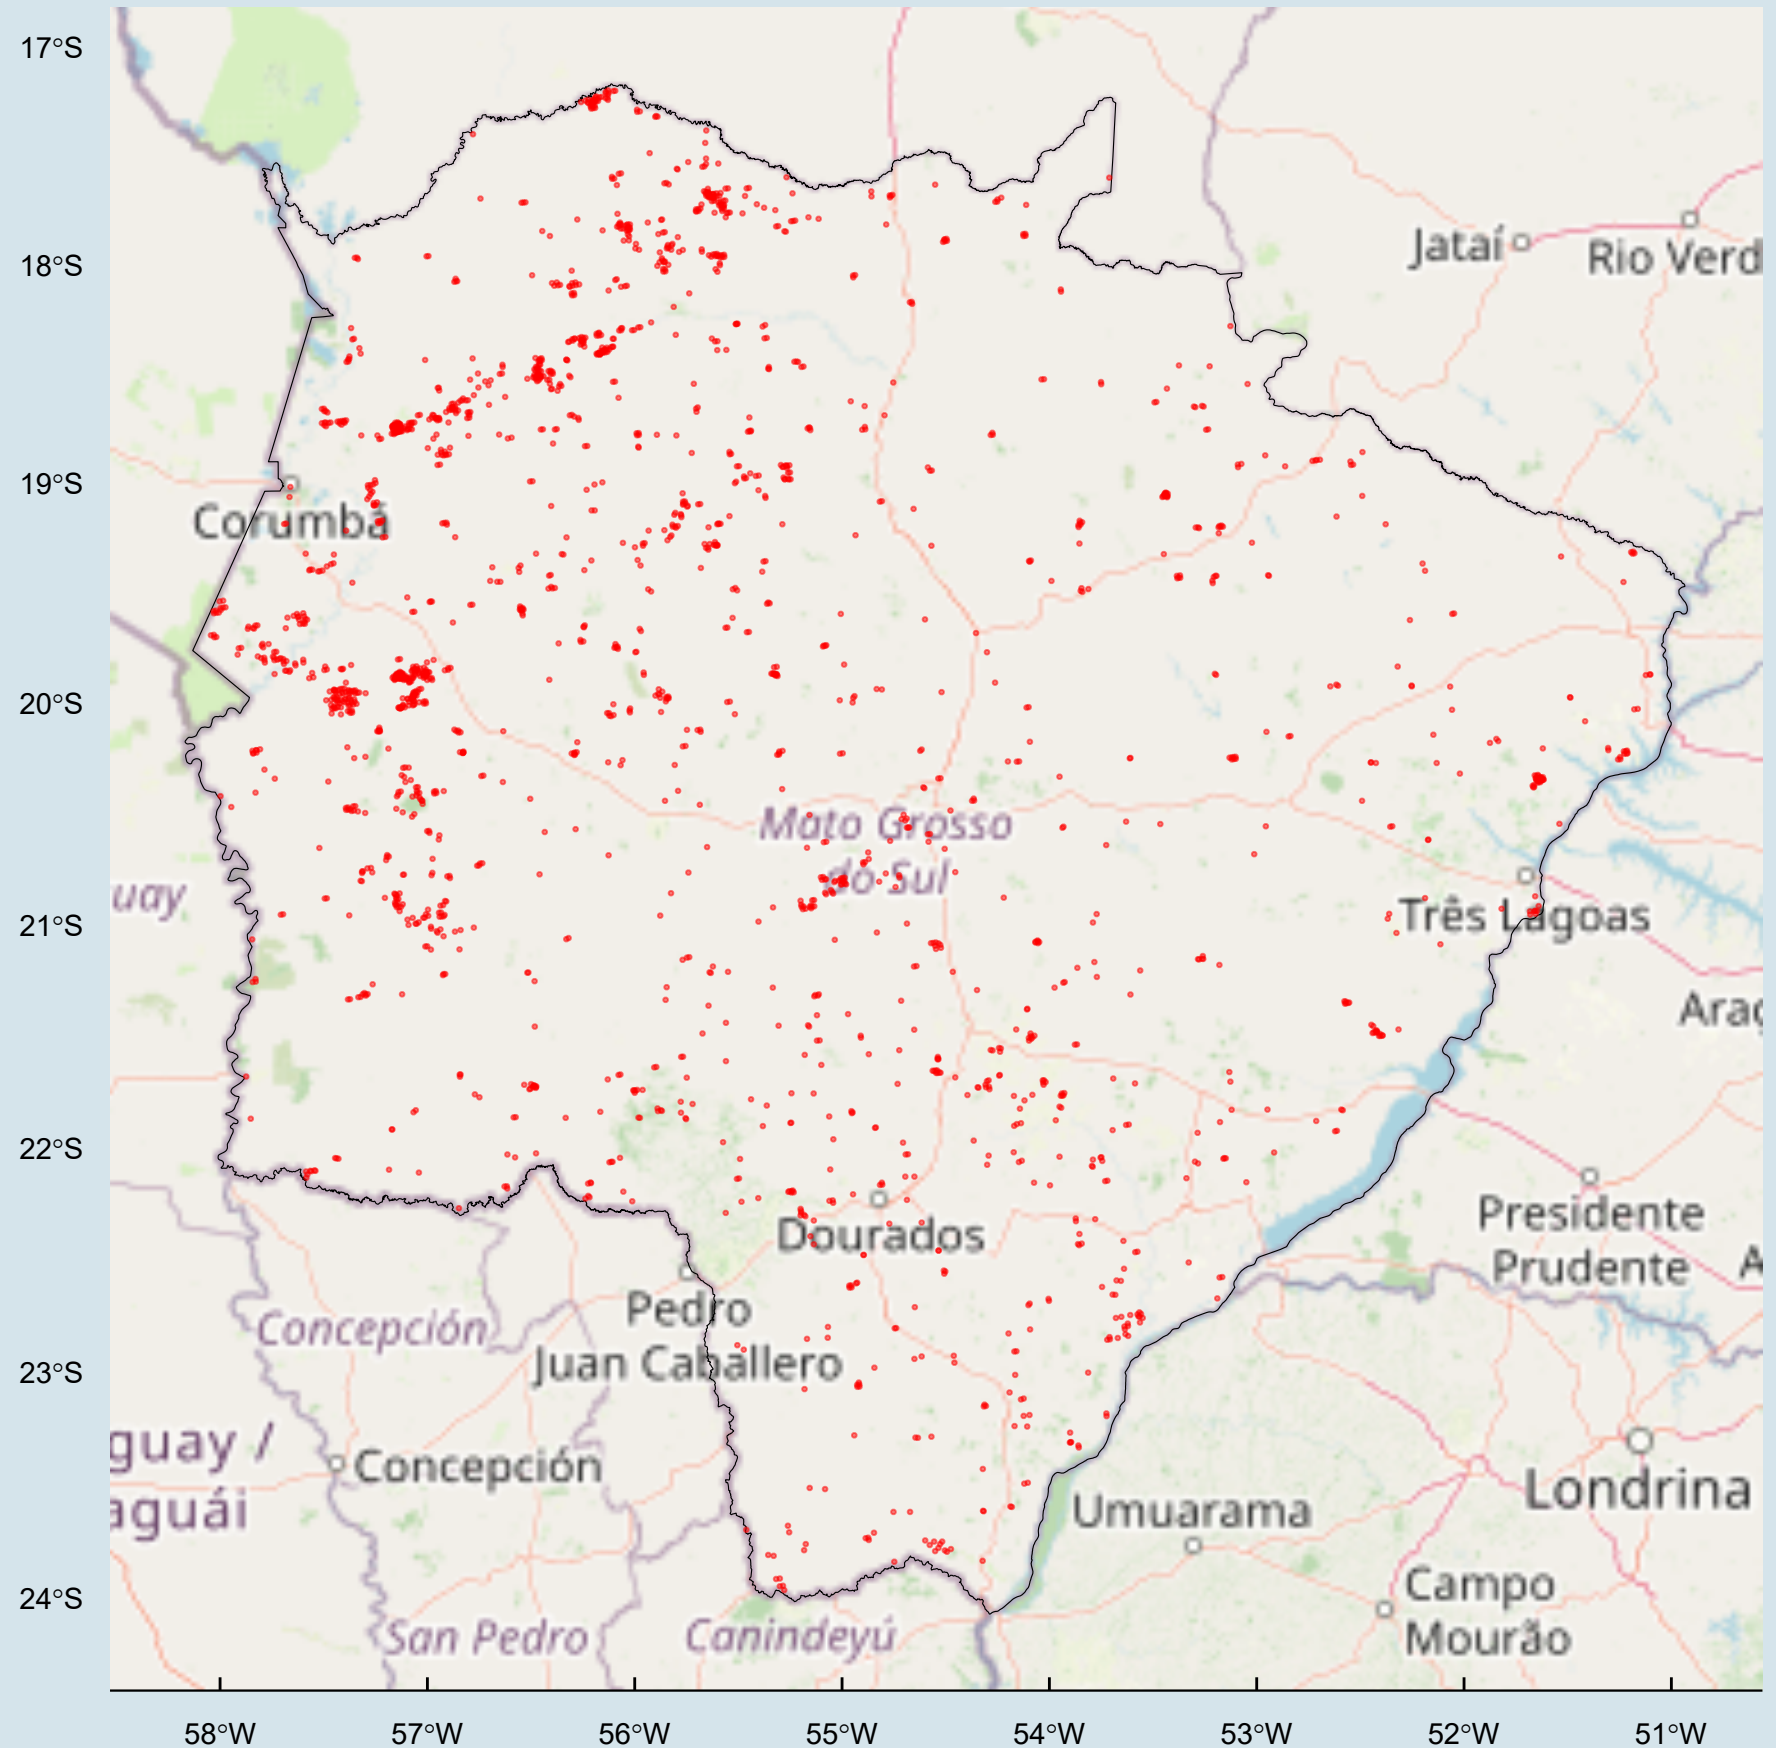 17°S
18°S
19°S
20°S
21°S
22°S
23°S
24°S
Jataí
Rio Verd
Corumbá
Mato Grosso
do Sul
uay
Três Lagoas
Araç
Dourados
Presidente
Prudente
A
Pedro
Juan Caballero
Concepción
guay /
aguái
Concepción
Umuarama
Londrina
Campo
Mourão
San Pedro
Canindeyú
58°W
57°W
56°W
55°W
54°W
53°W
52°W
51°W